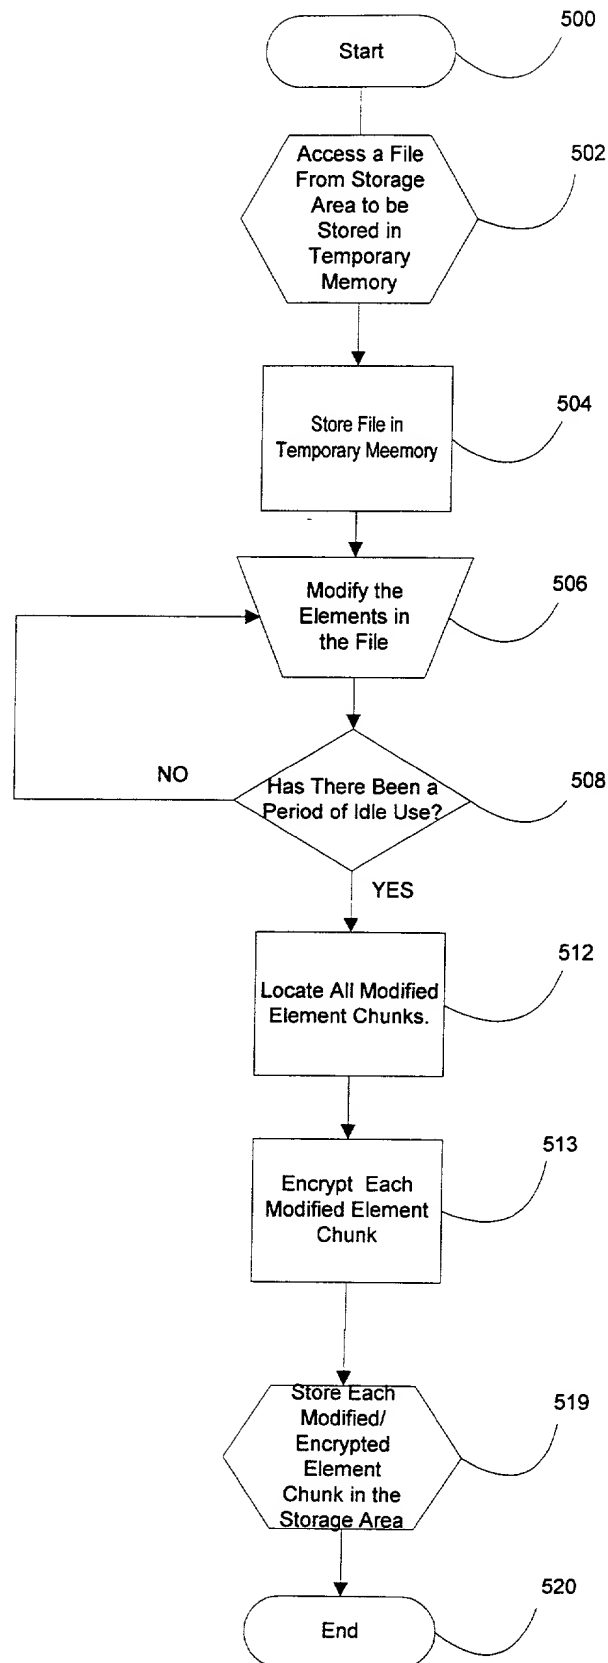 Start
500
Access a File
From Storage
Area to be
Stored in
Temporary
Memory
502
Store File in
Temporary Meemory
504
Modify the
Elements in
the File
506
NO
Has There Been a
Period of Idle Use?
508
YES
Locate All Modified
Element Chunks.
512
Encrypt Each
Modified Element
Chunk
513
Store Each
Modified/
Encrypted
Element
Chunk in the
Storage Area
519
End
520